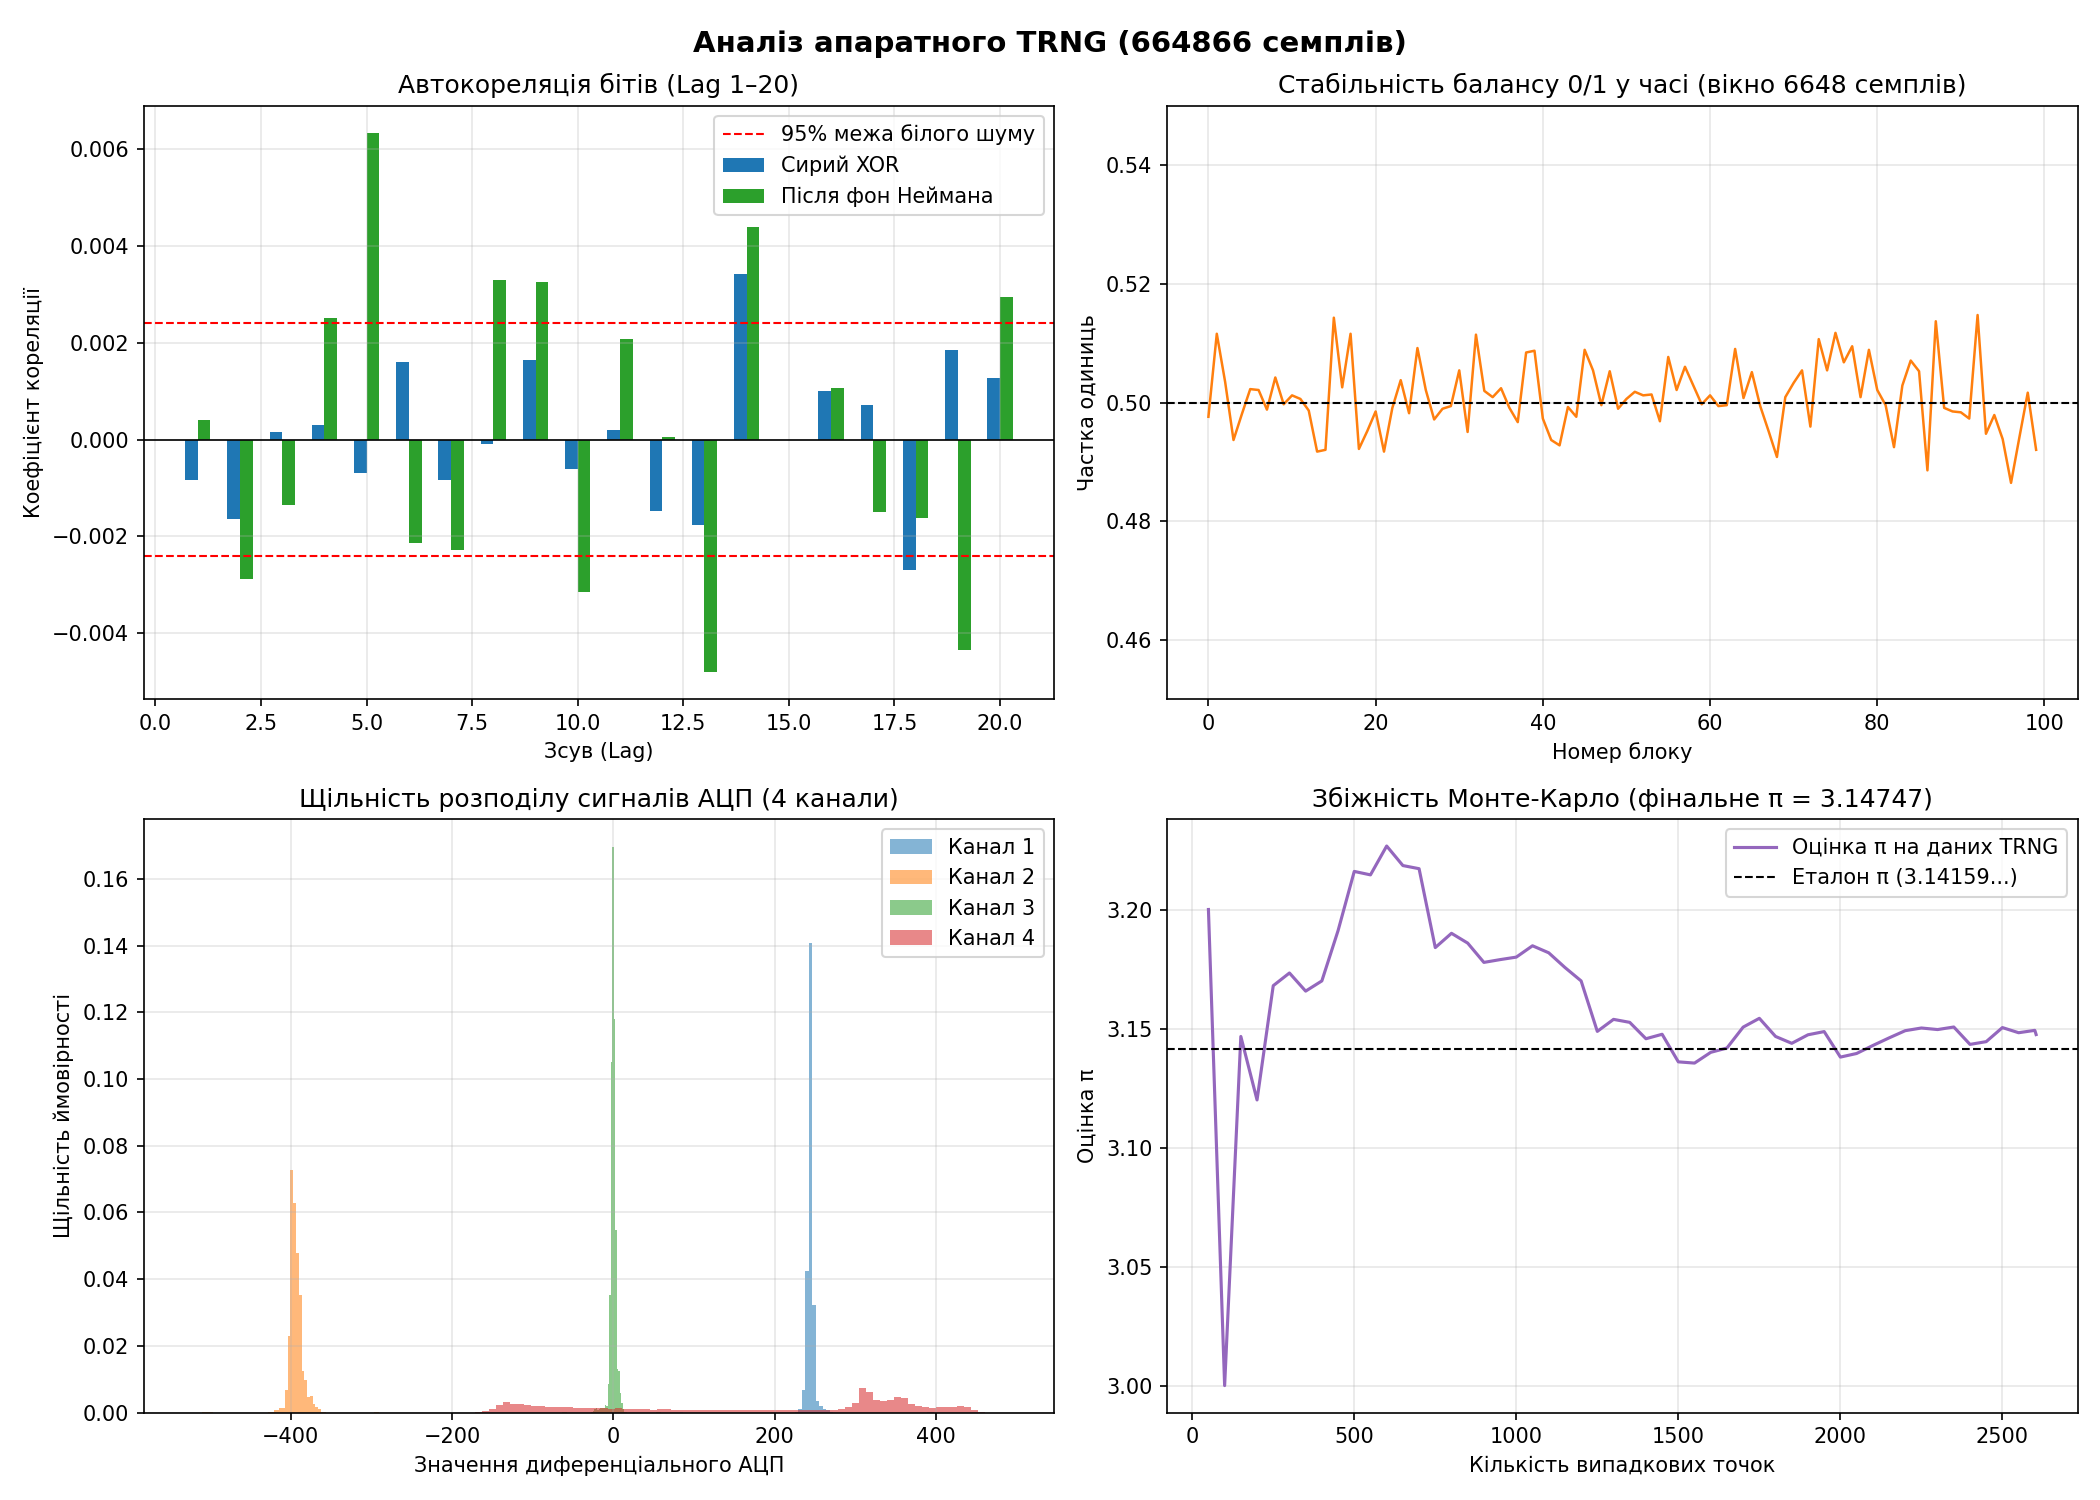 Аналіз апаратного TRNG (664866 семплів)
Автокореляція бітів (Lag 1–20)
95% межа білого шуму
Сирий XOR
Після фон Неймана
Коефіцієнт кореляції
0.006
0.004
0.002
0.000
−0.002
−0.004
0.0 2.5 5.0 7.5 10.0 12.5 15.0 17.5 20.0
Зсув (Lag)
Стабільність балансу 0/1 у часі (вікно 6648 семплів)
Частка одиниць
0.54
0.52
0.50
0.48
0.46
0 20 40 60 80 100
Номер блоку
Щільність розподілу сигналів АЦП (4 канали)
Канал 1
Канал 2
Канал 3
Канал 4
Щільність ймовірності
0.16
0.14
0.12
0.10
0.08
0.06
0.04
0.02
0.00
−400 −200 0 200 400
Значення диференціального АЦП
Збіжність Монте-Карло (фінальне π = 3.14747)
Оцінка π на даних TRNG
Еталон π (3.14159...)
Оцінка π
3.20
3.15
3.10
3.05
3.00
0 500 1000 1500 2000 2500
Кількість випадкових точок